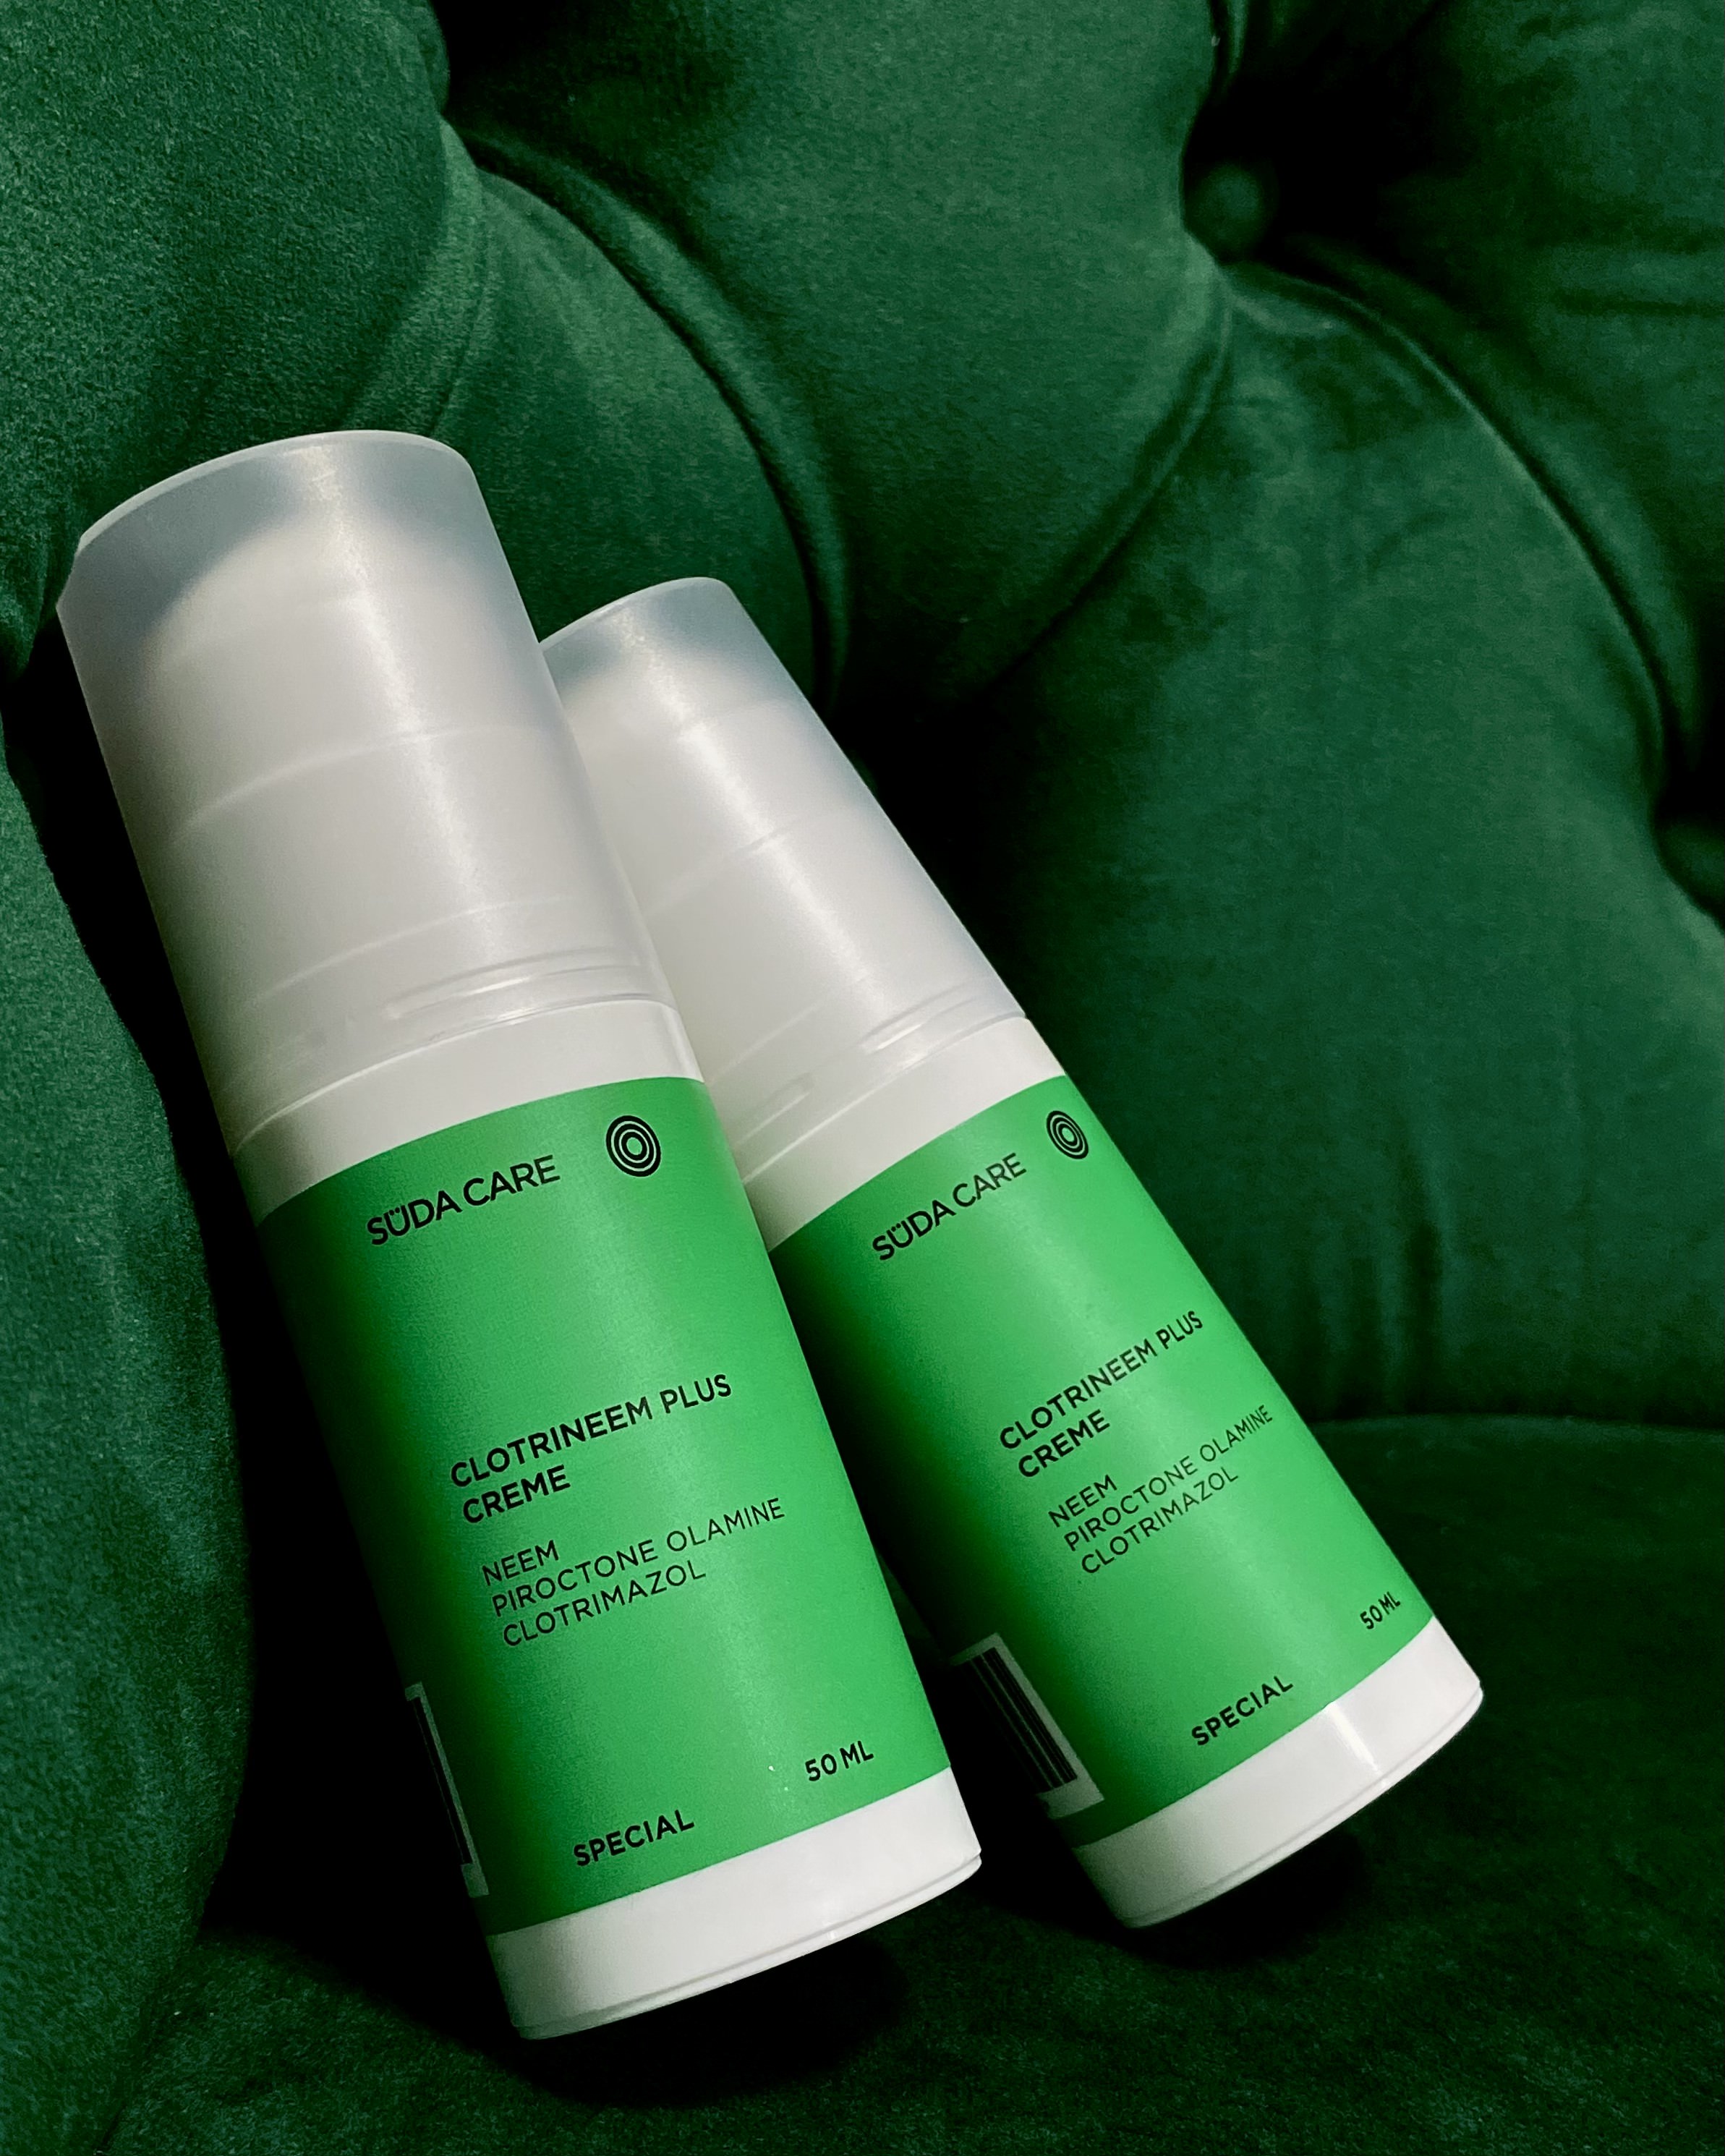 SÜDA CARE
CLOTRINEEM PLUS
CREME
NEEM
PIROCTONE OLAMINE
CLOTRIMAZOL
50 ML
SPECIAL
SÜDA CARE
CLOTRINEEM PLUS
CREME
NEEM
PIROCTONE OLAMINE
CLOTRIMAZOL
50 ML
SPECIAL